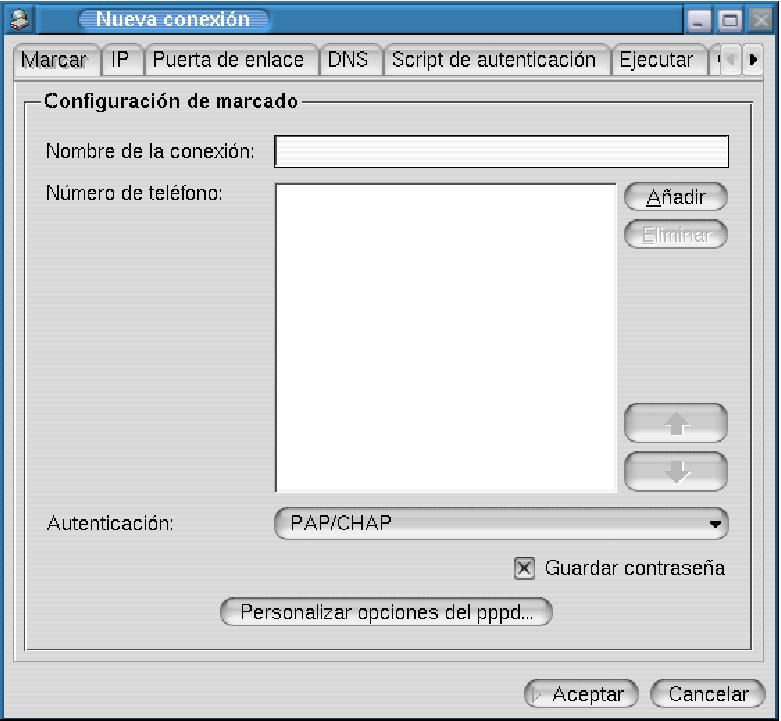 Nueva conexión
Marcar IP Puerta de enlace DNS Script de autenticación Ejecutar
Configuración de marcado
Nombre de la conexión:
Número de teléfono:
Añadir
Eliminar
Autenticación: PAP/CHAP
Guardar contraseña
Personalizar opciones del pppd...
Aceptar Cancelar